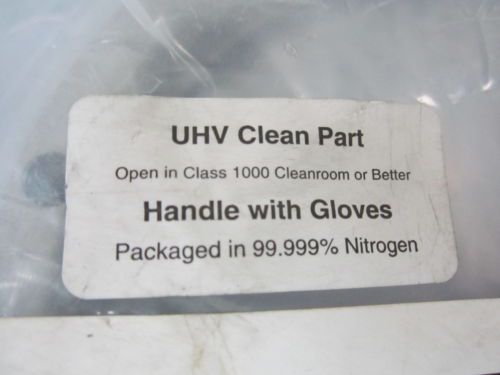 UHV Clean Part
Open in Class 1000 Cleanroom or Better
Handle with Gloves
Packaged in 99.999% Nitrogen